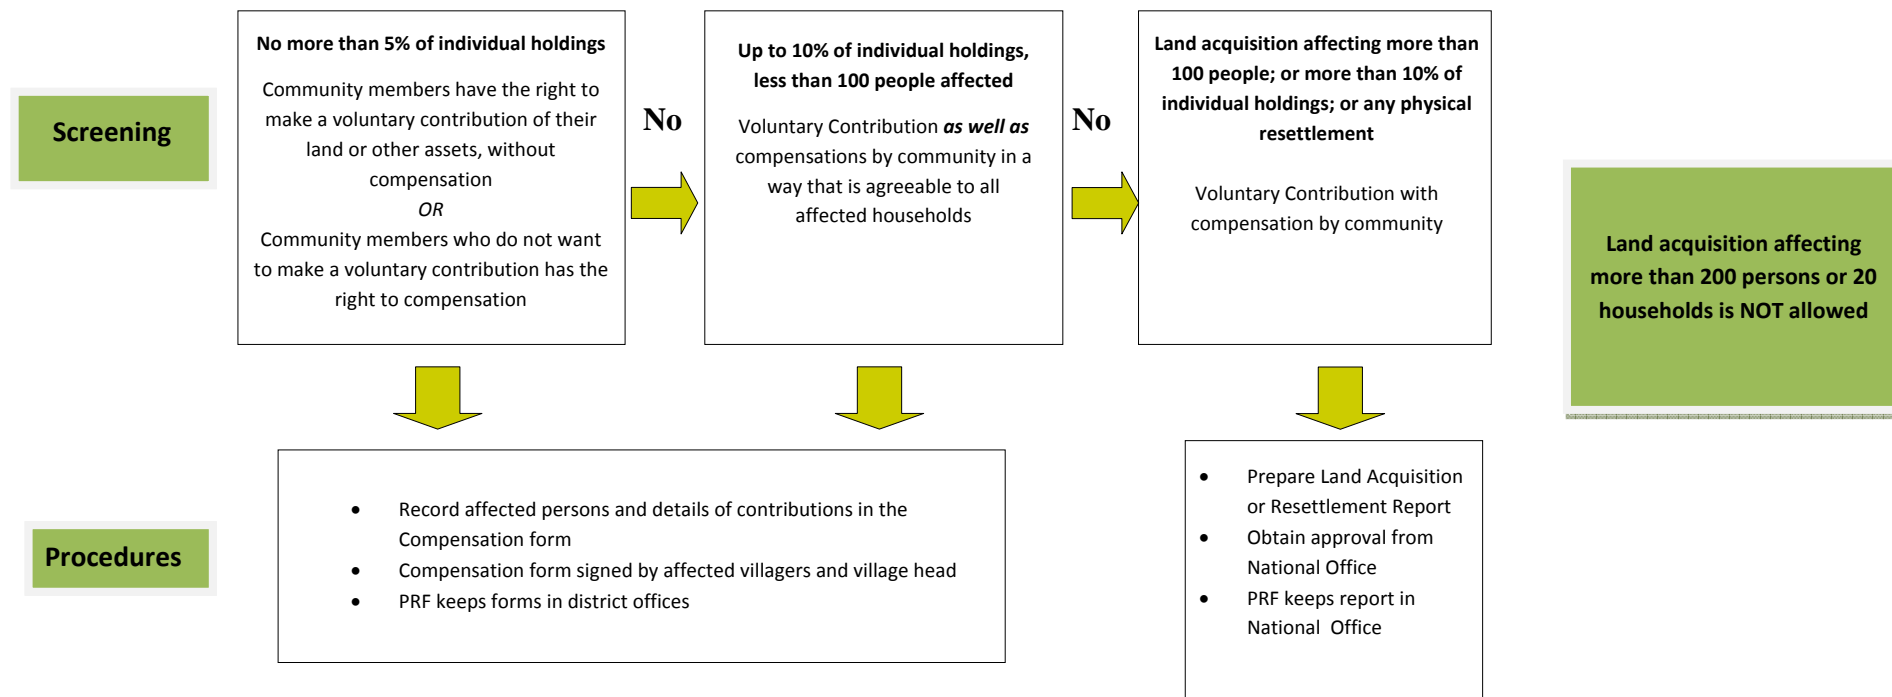 Screening
No more than 5% of individual holdings
Community members have the right to
make a voluntary contribution of their
land or other assets, without
compensation
OR
Community members who do not want
to make a voluntary contribution has the
right to compensation
No
Up to 10% of individual holdings,
less than 100 people affected
Voluntary Contribution as well as
compensations by community in a
way that is agreeable to all
affected households
No
Land acquisition affecting more than
100 people; or more than 10% of
individual holdings; or any physical
resettlement
Voluntary Contribution with
compensation by community
Land acquisition affecting
more than 200 persons or 20
households is NOT allowed
Procedures
• Record affected persons and details of contributions in the
Compensation form
• Compensation form signed by affected villagers and village head
• PRF keeps forms in district offices
• Prepare Land Acquisition
or Resettlement Report
• Obtain approval from
National Office
• PRF keeps report in
National Office